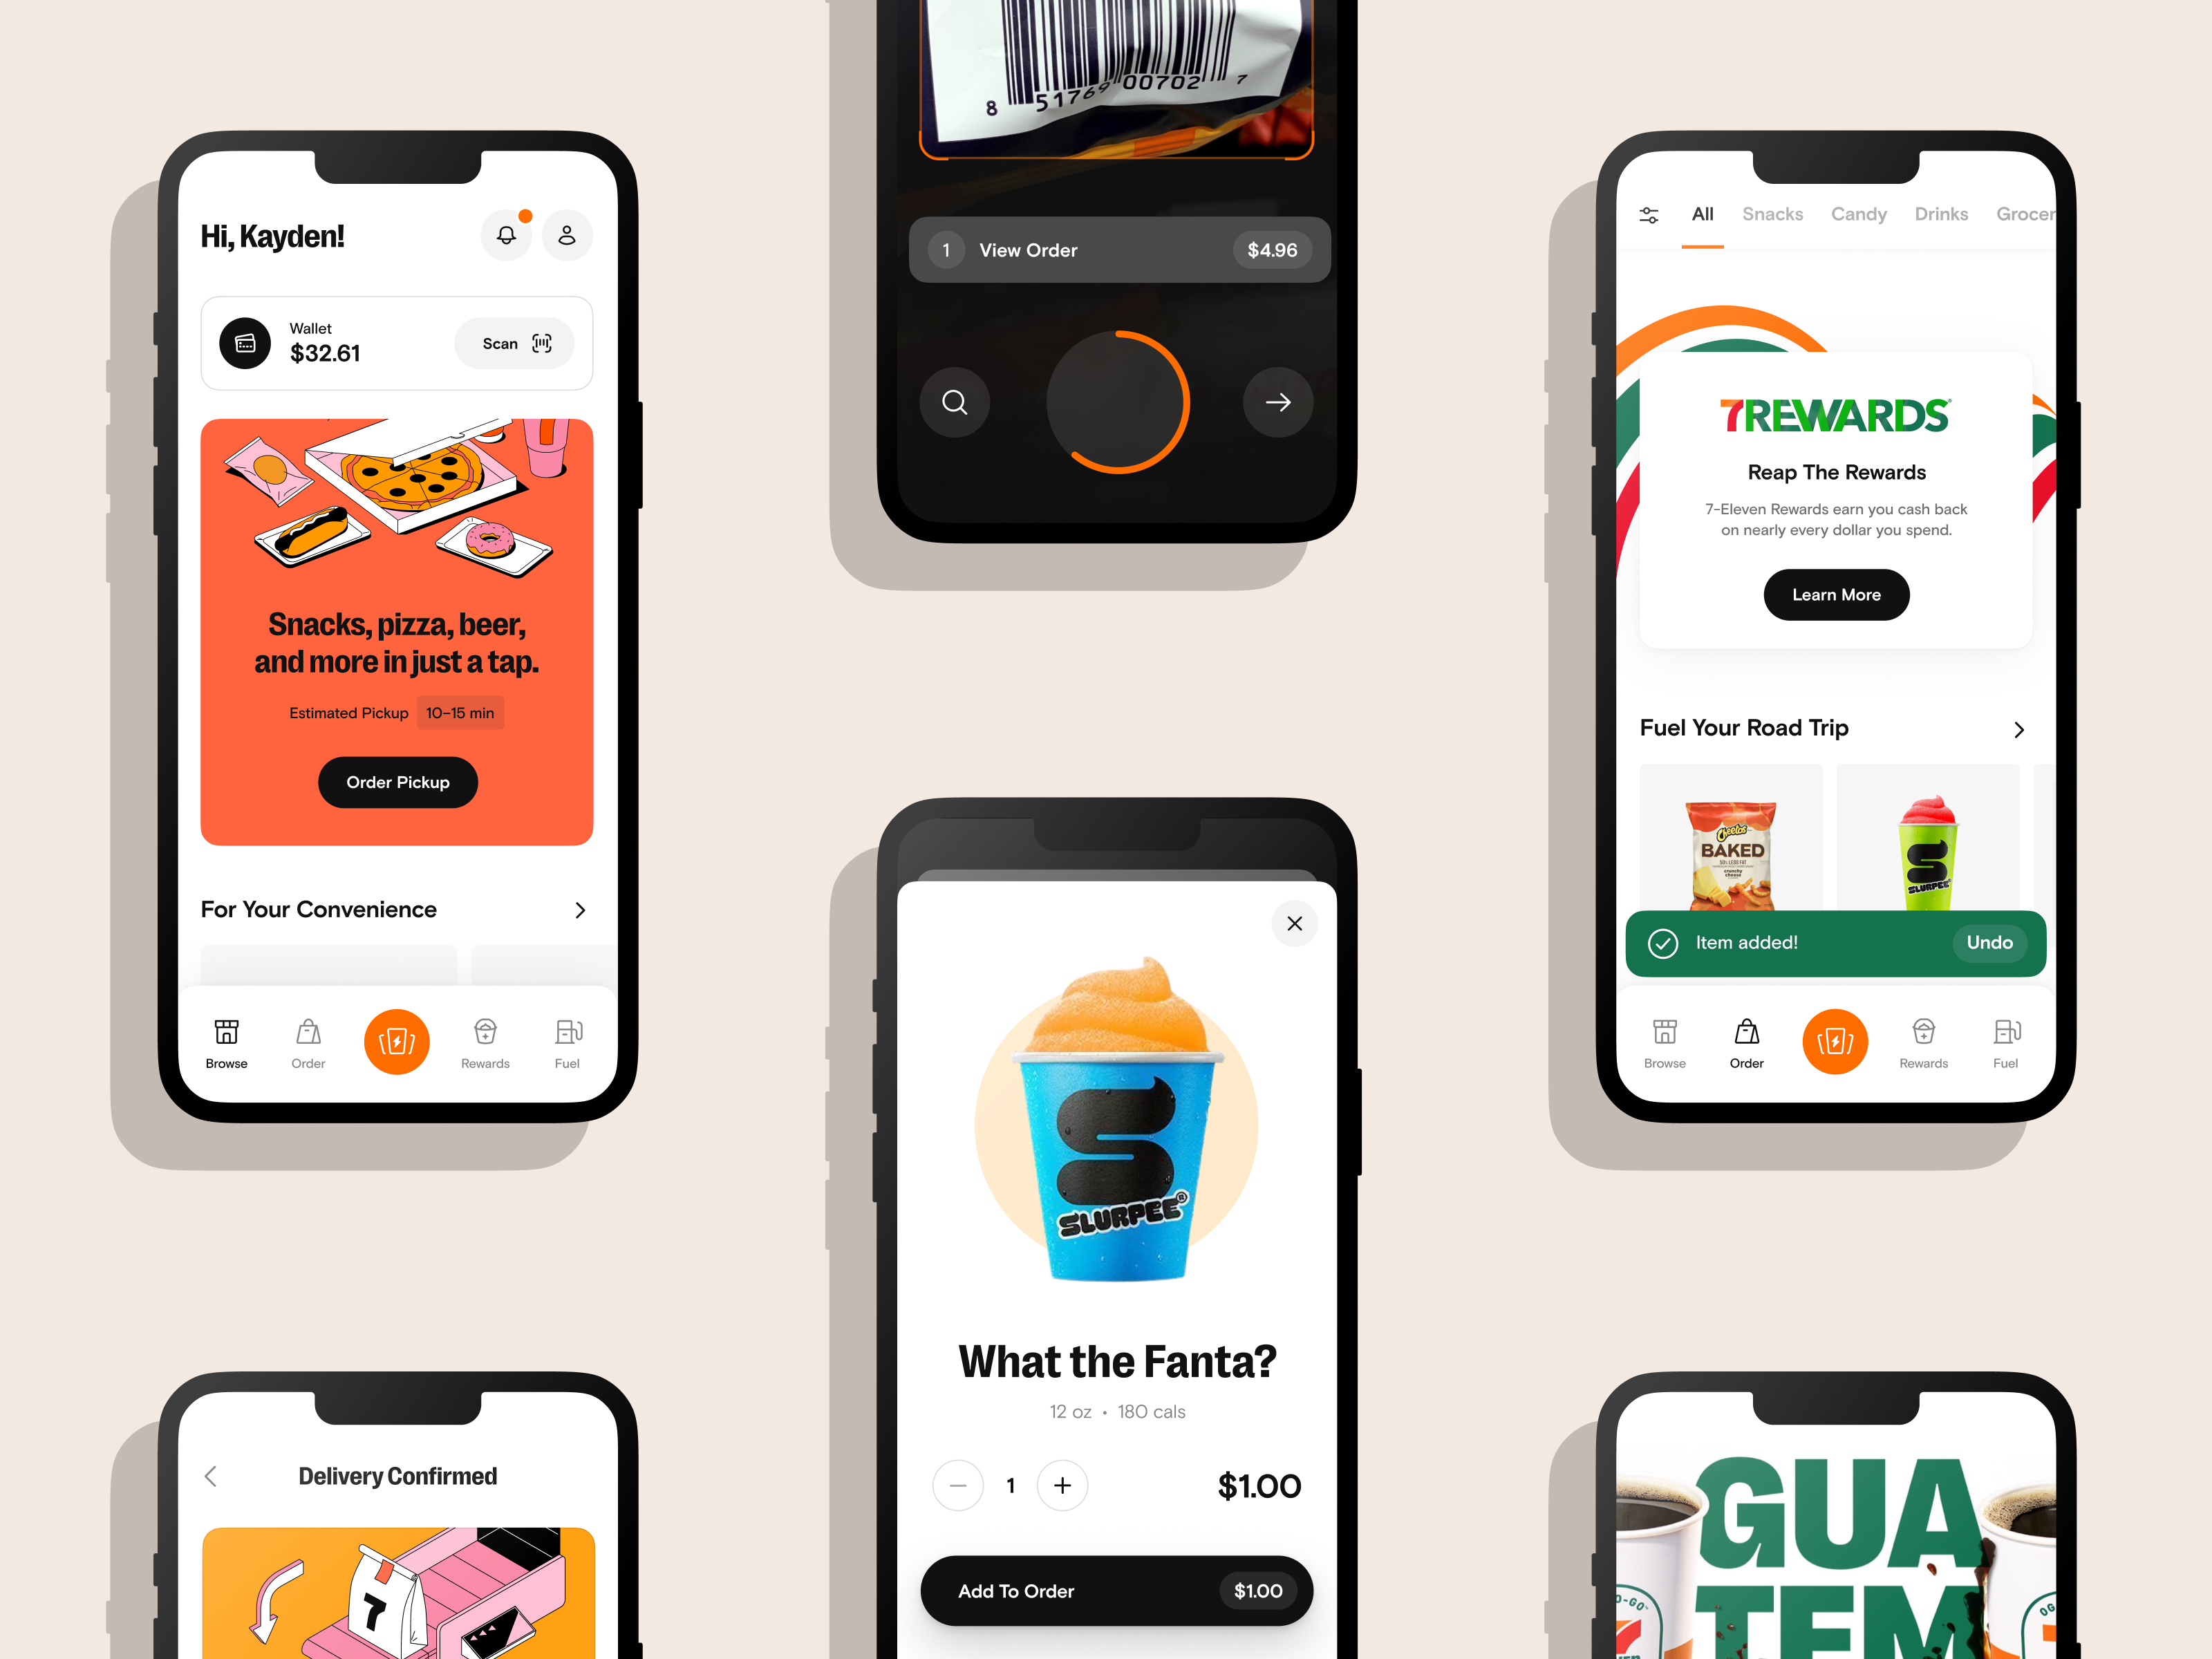 Hi, Kayden!
Wallet
$32.61
Scan
Snacks, pizza, beer,
and more in just a tap.
Estimated Pickup 10–15 min
Order Pickup
For Your Convenience
Browse Order Rewards Fuel
Delivery Confirmed
7
8 51769 00702 7
1 View Order $4.96
SLURPEE®
What the Fanta?
12 oz • 180 cals
1 $1.00
Add To Order $1.00
All Snacks Candy Drinks Grocer
7REWARDS®
Reap The Rewards
7-Eleven Rewards earn you cash back
on nearly every dollar you spend.
Learn More
Fuel Your Road Trip
Cheetos
BAKED
crunchy
cheese
SLURPEE
Item added! Undo
Browse Order Rewards Fuel
GUA
TEM